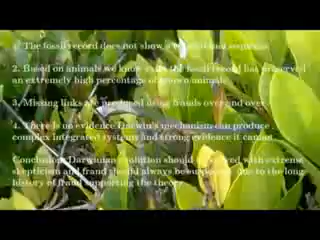 1. The fossil record does not show a
2. Based on animals we know exist the fossil record has preserved
an extremely high percentage of known animals
3. Missing links are produced using frauds over and over
4. There is no evidence Darwin's mechanism can produce
complex integrated systems and strong evidence it cannot
Conclusion: Darwinian solution should be viewed with extreme
skepticism and fraud should always be due to the long
history of fraud supporting the theory